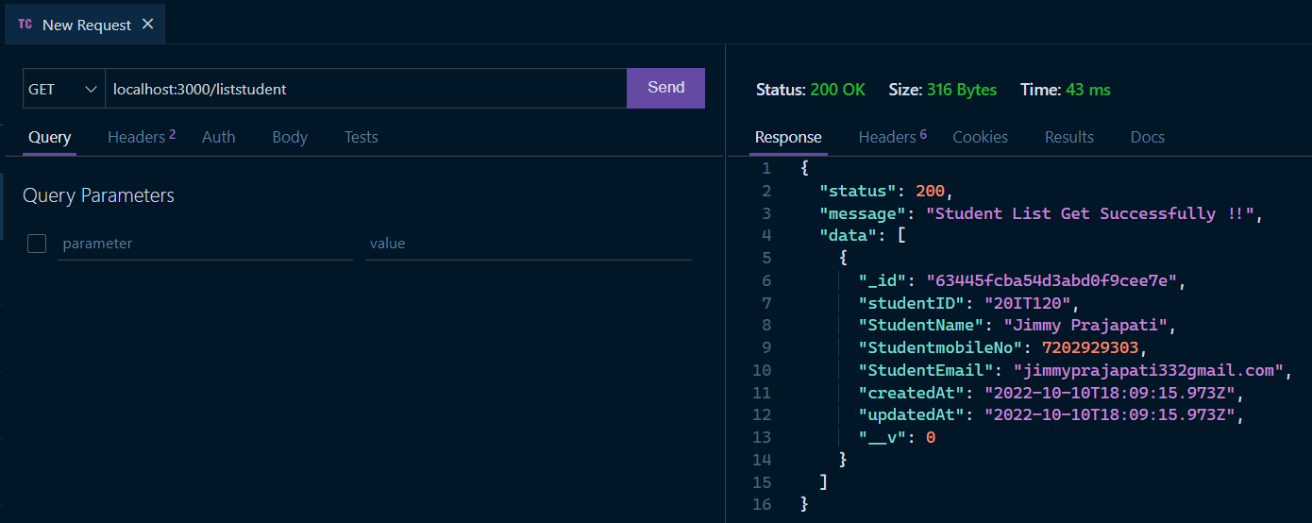 TC New Request ×
GET localhost:3000/liststudent Send
Query Headers 2 Auth Body Tests
Query Parameters
parameter value
Status: 200 OK Size: 316 Bytes Time: 43 ms
Response Headers 6 Cookies Results Docs
1 {
2 "status": 200,
3 "message": "Student List Get Successfully !!",
4 "data": [
5 {
6 "_id": "63445fcba54d3abd0f9cee7e",
7 "studentID": "20IT120",
8 "StudentName": "Jimmy Prajapati",
9 "StudentmobileNo": 7202929303,
10 "StudentEmail": "jimmyprajapati332gmail.com",
11 "createdAt": "2022-10-10T18:09:15.973Z",
12 "updatedAt": "2022-10-10T18:09:15.973Z",
13 "__v": 0
14 }
15 ]
16 }